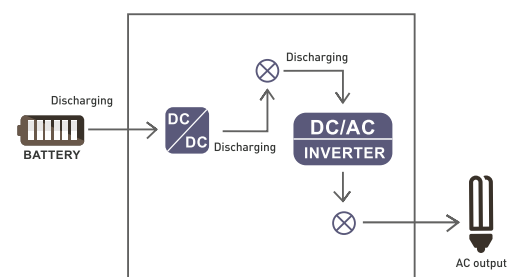 Discharging
BATTERY
DC
DC
Discharging
Discharging
DC/AC
INVERTER
AC output